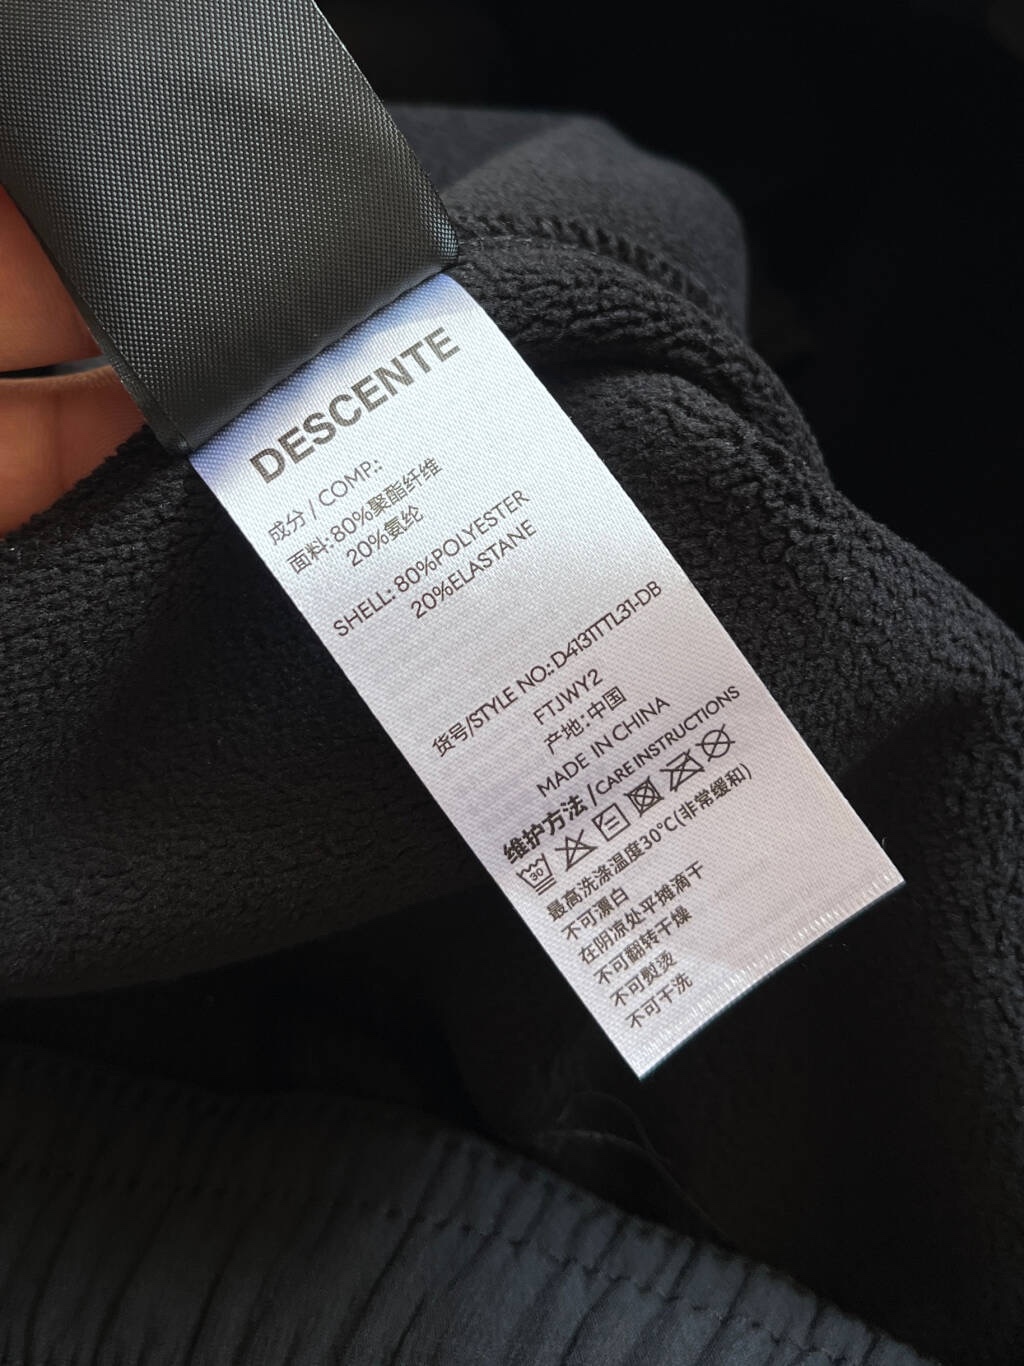 DESCENTE
成分 / COMP.:
面料: 80%聚酯纤维
20%氨纶
SHELL: 80%POLYESTER
20%ELASTANE
货号/STYLE NO.: D4131TTL31-DB
FTJWY2
产地: 中国
MADE IN CHINA
维护方法 / CARE INSTRUCTIONS
30
最高洗涤温度30°C(非常缓和)
不可漂白
在阴凉处平摊滴干
不可翻转干燥
不可熨烫
不可干洗